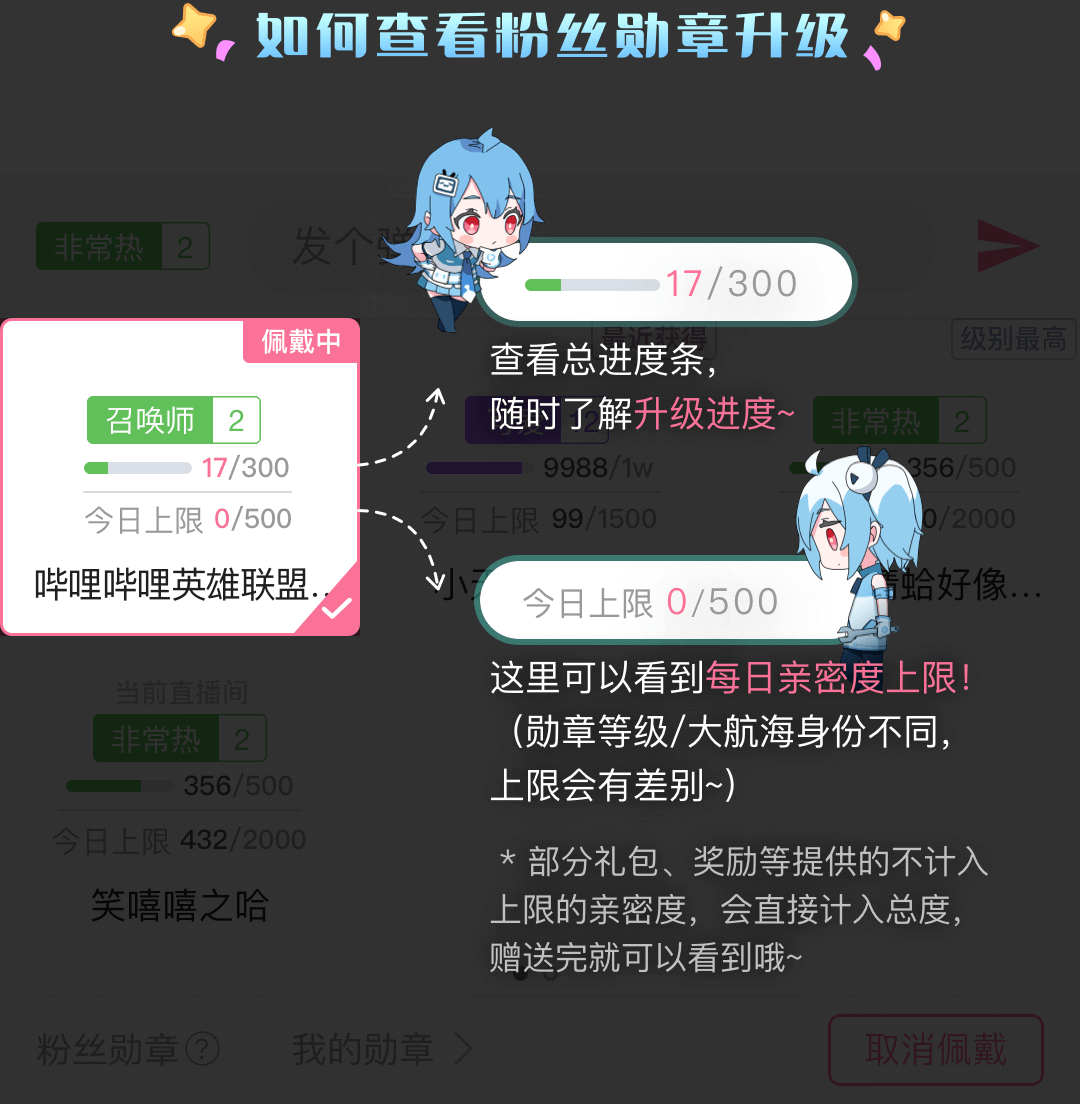 如何查看粉丝勋章升级
非常热 2
发个弹
17/300
佩戴中
最近获得
级别最高
查看总进度条，
随时了解升级进度~
召唤师 2
17/300
今日上限 0/500
哔哩哔哩英雄联盟...
2
9988/1w
今日上限 99/1500
小
非常热 2
356/500
0/2000
蛤好像...
今日上限 0/500
这里可以看到每日亲密度上限！
（勋章等级/大航海身份不同，
上限会有差别~）
当前直播间
非常热 2
356/500
今日上限 432/2000
笑嘻嘻之哈
* 部分礼包、奖励等提供的不计入
上限的亲密度，会直接计入总度，
赠送完就可以看到哦~
粉丝勋章?
我的勋章 >
取消佩戴